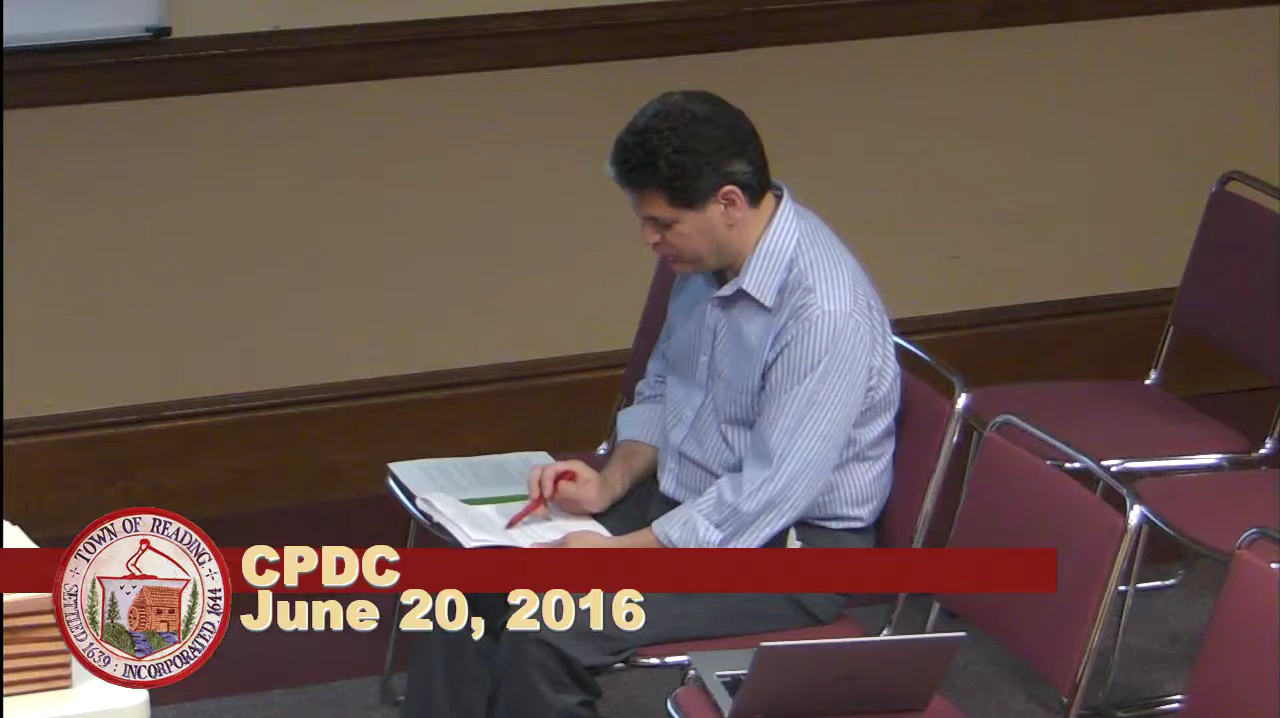 CPDC
June 20, 2016
TOWN OF READING
SETTLED 1639 : INCORPORATED 1644